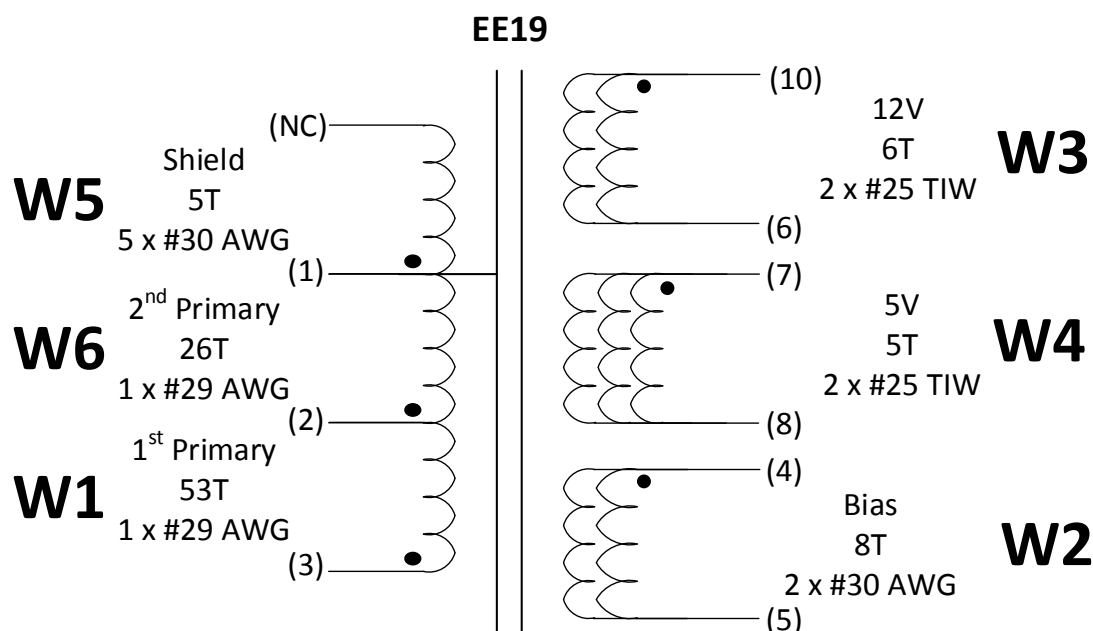 EE19
(NC)
Shield
5T
5 x #30 AWG
W5
(1)
2nd Primary
26T
1 x #29 AWG
W6
(2)
1st Primary
53T
1 x #29 AWG
W1
(3)
(10)
12V
6T
2 x #25 TIW
W3
(6)
(7)
5V
5T
2 x #25 TIW
W4
(8)
(4)
Bias
8T
2 x #30 AWG
W2
(5)